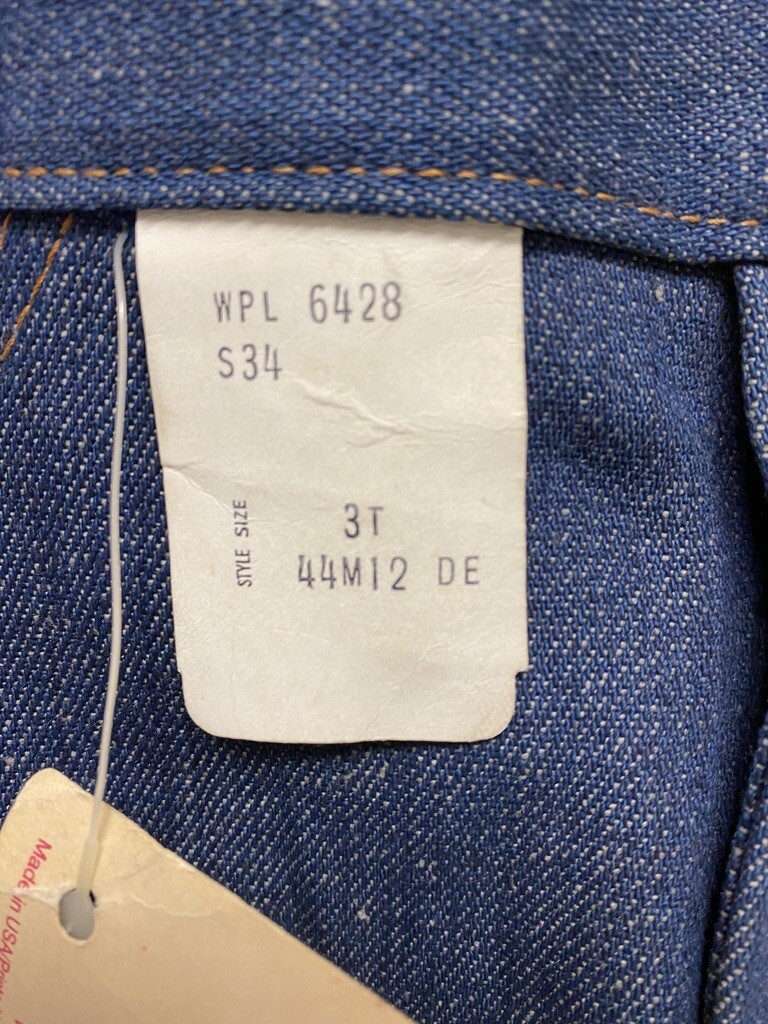 WPL 6428
S34
STYLE SIZE
3T
44M12 DE
Made in USA